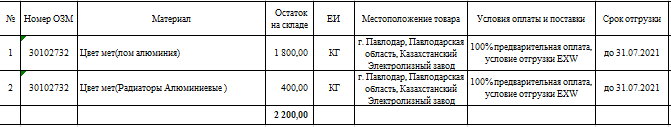 № Номер ОЗМ Материал Остаток на складе ЕИ Местоположение товара Условия оплаты и поставки Срок отгрузки
1 30102732 Цвет мет(лом алюминия) 1 800,00 КГ г. Павлодар, Павлодарская область, Казахстанский Электролизный завод 100% предварительная оплата, условие отгрузки EXW до 31.07.2021
2 30102732 Цвет мет(Радиаторы Алюминиевые ) 400,00 КГ г. Павлодар, Павлодарская область, Казахстанский Электролизный завод 100% предварительная оплата, условие отгрузки EXW до 31.07.2021
2 200,00